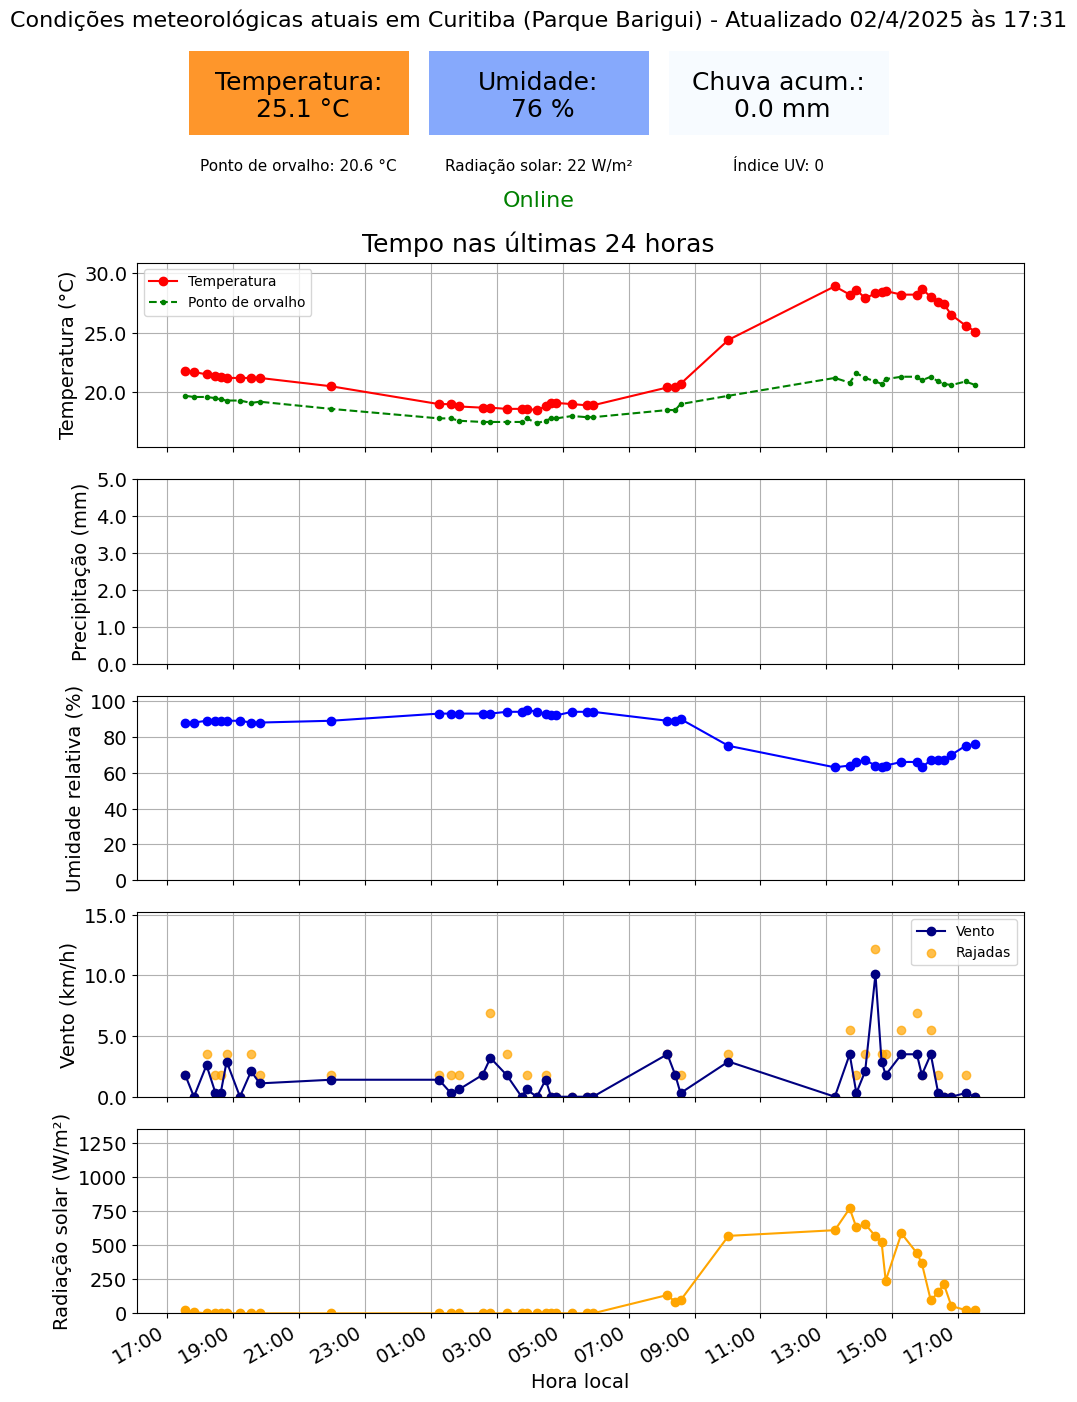 Condições meteorológicas atuais em Curitiba (Parque Barigui) - Atualizado 02/4/2025 às 17:31
Temperatura:
25.1 °C
Umidade:
76 %
Chuva acum.:
0.0 mm
Ponto de orvalho: 20.6 °C
Radiação solar: 22 W/m²
Índice UV: 0
Online
Tempo nas últimas 24 horas
Temperatura (°C)
30.0
25.0
20.0
Temperatura
Ponto de orvalho
Precipitação (mm)
5.0
4.0
3.0
2.0
1.0
0.0
Umidade relativa (%)
100
80
60
40
20
0
Vento (km/h)
15.0
10.0
5.0
0.0
Vento
Rajadas
Radiação solar (W/m²)
1250
1000
750
500
250
0
17:00 19:00 21:00 23:00 01:00 03:00 05:00 07:00 09:00 11:00 13:00 15:00 17:00
Hora local